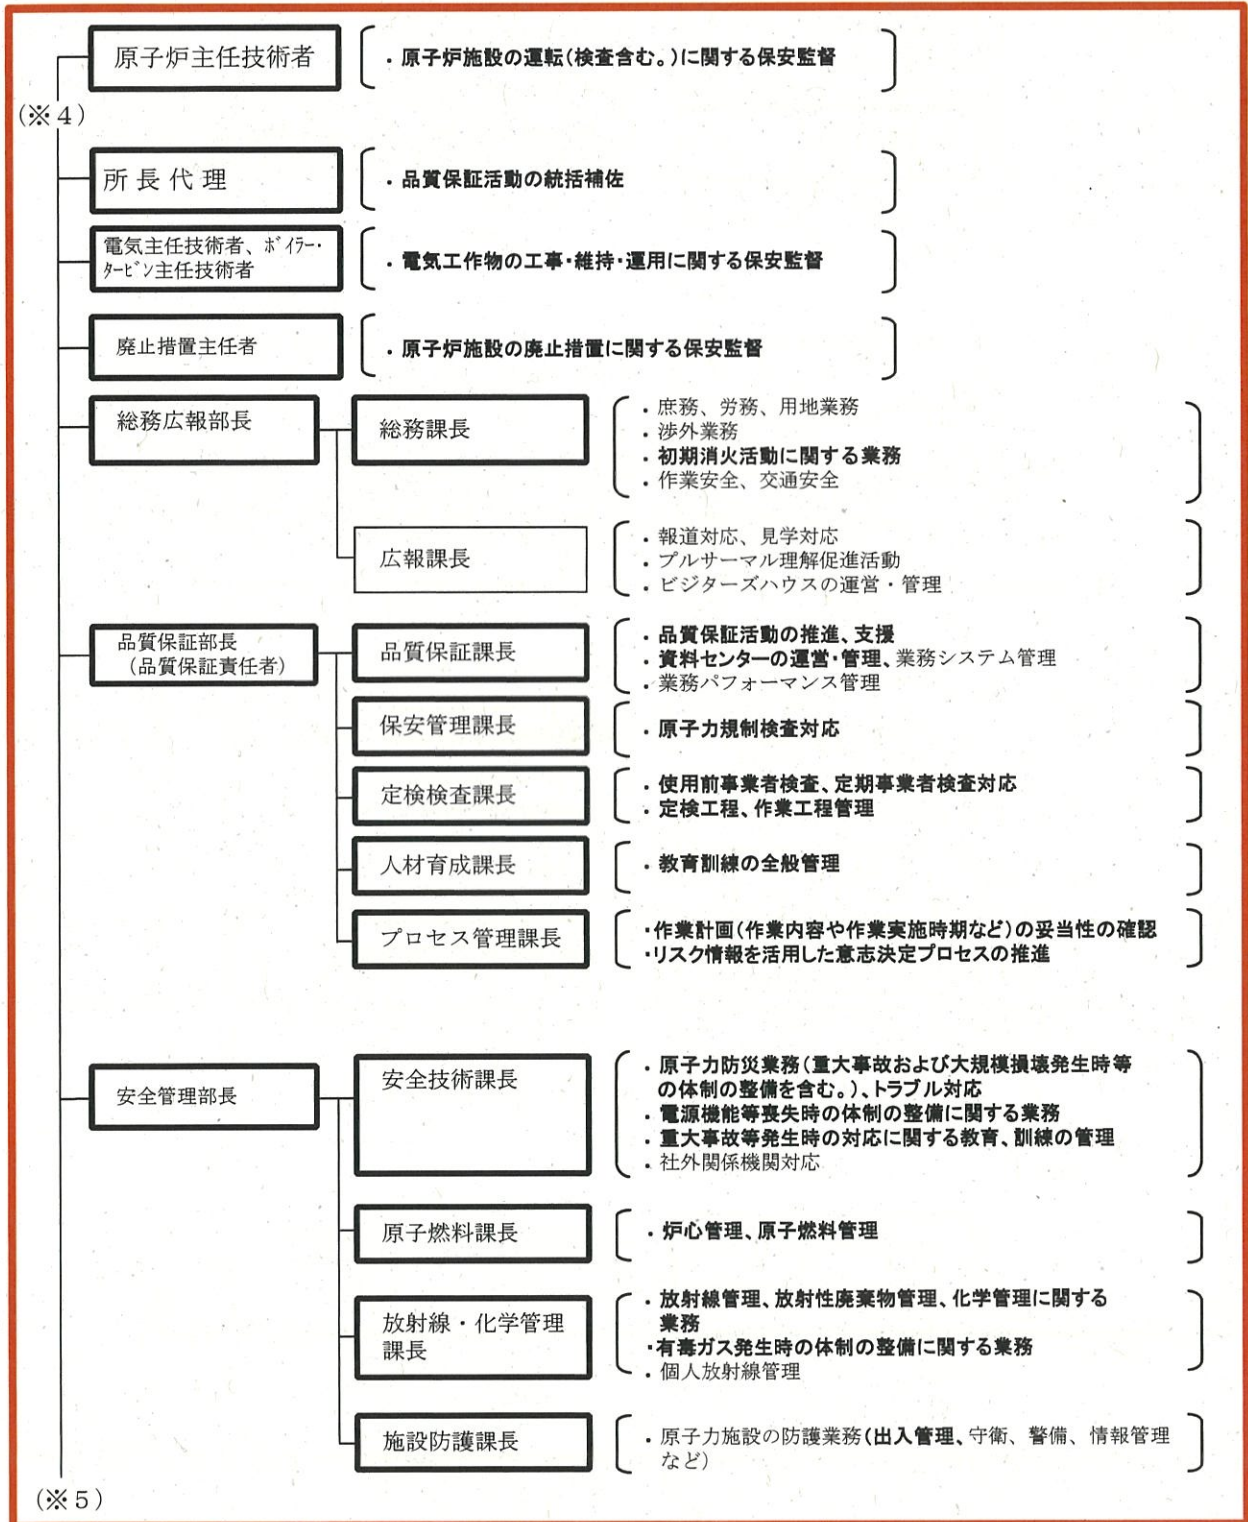 原子炉主任技術者
・原子炉施設の運転(検査含む。)に関する保安監督
(※4)
所長代理
・品質保証活動の統括補佐
電気主任技術者、ﾎﾞｲﾗｰ・
ﾀｰﾋﾞﾝ主任技術者
・電気工作物の工事・維持・運用に関する保安監督
廃止措置主任者
・原子炉施設の廃止措置に関する保安監督
総務広報部長
総務課長
・庶務、労務、用地業務
・渉外業務
・初期消火活動に関する業務
・作業安全、交通安全
広報課長
・報道対応、見学対応
・プルサーマル理解促進活動
・ビジターズハウスの運営・管理
品質保証部長
(品質保証責任者)
品質保証課長
・品質保証活動の推進、支援
・資料センターの運営・管理、業務システム管理
・業務パフォーマンス管理
保安管理課長
・原子力規制検査対応
定検検査課長
・使用前事業者検査、定期事業者検査対応
・定検工程、作業工程管理
人材育成課長
・教育訓練の全般管理
プロセス管理課長
・作業計画(作業内容や作業実施時期など)の妥当性の確認
・リスク情報を活用した意志決定プロセスの推進
安全管理部長
安全技術課長
・原子力防災業務(重大事故および大規模損壊発生時等
の体制の整備を含む。)、トラブル対応
・電源機能等喪失時の体制の整備に関する業務
・重大事故等発生時の対応に関する教育、訓練の管理
・社外関係機関対応
原子燃料課長
・炉心管理、原子燃料管理
放射線・化学管理
課長
・放射線管理、放射性廃棄物管理、化学管理に関する
業務
・有毒ガス発生時の体制の整備に関する業務
・個人放射線管理
施設防護課長
・原子力施設の防護業務(出入管理、守衛、警備、情報管理
など)
(※5)